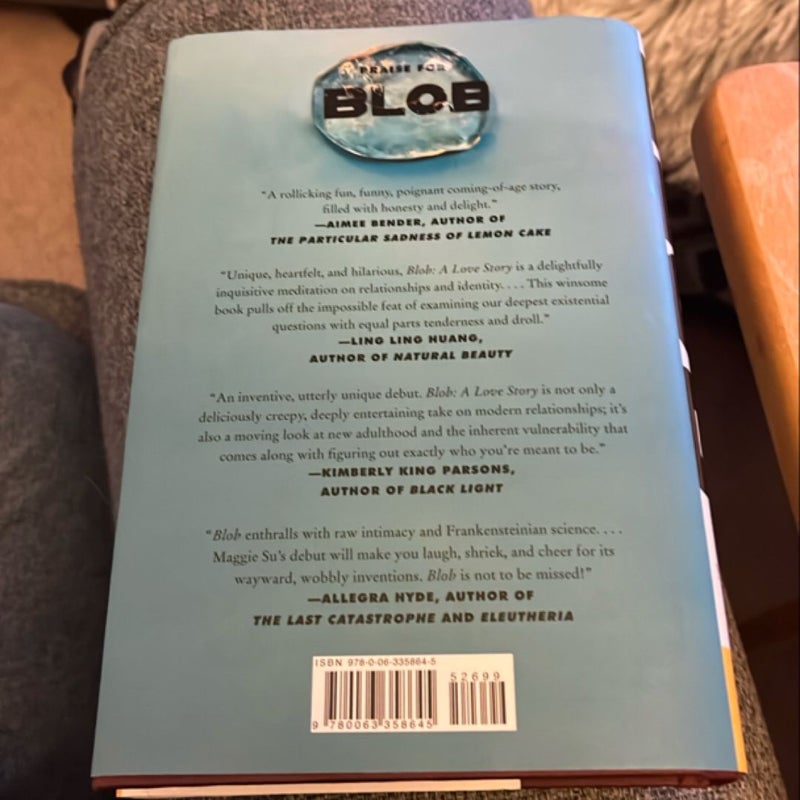 PRAISE FOR
BLOB
"A rollicking fun, funny, poignant coming-of-age story,
filled with honesty and delight."
—AIMEE BENDER, AUTHOR OF
THE PARTICULAR SADNESS OF LEMON CAKE
"Unique, heartfelt, and hilarious, Blob: A Love Story is a delightfully
inquisitive meditation on relationships and identity. . . . This winsome
book pulls off the impossible feat of examining our deepest existential
questions with equal parts tenderness and droll."
—LING LING HUANG,
AUTHOR OF NATURAL BEAUTY
"An inventive, utterly unique debut. Blob: A Love Story is not only a
deliciously creepy, deeply entertaining take on modern relationships; it's
also a moving look at new adulthood and the inherent vulnerability that
comes along with figuring out exactly who you're meant to be."
—KIMBERLY KING PARSONS,
AUTHOR OF BLACK LIGHT
"Blob enthralls with raw intimacy and Frankensteinian science. . . .
Maggie Su's debut will make you laugh, shriek, and cheer for its
wayward, wobbly inventions. Blob is not to be missed!"
—ALLEGRA HYDE, AUTHOR OF
THE LAST CATASTROPHE AND ELEUTHERIA
ISBN 978-0-06-335864-5
52699
9 780063 358645